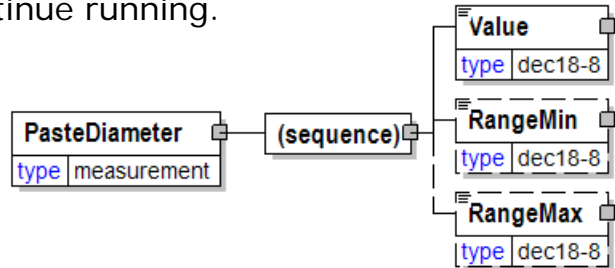 tinue running.
Value
type dec18-8
PasteDiameter
type measurement
(sequence)
RangeMin
type dec18-8
RangeMax
type dec18-8